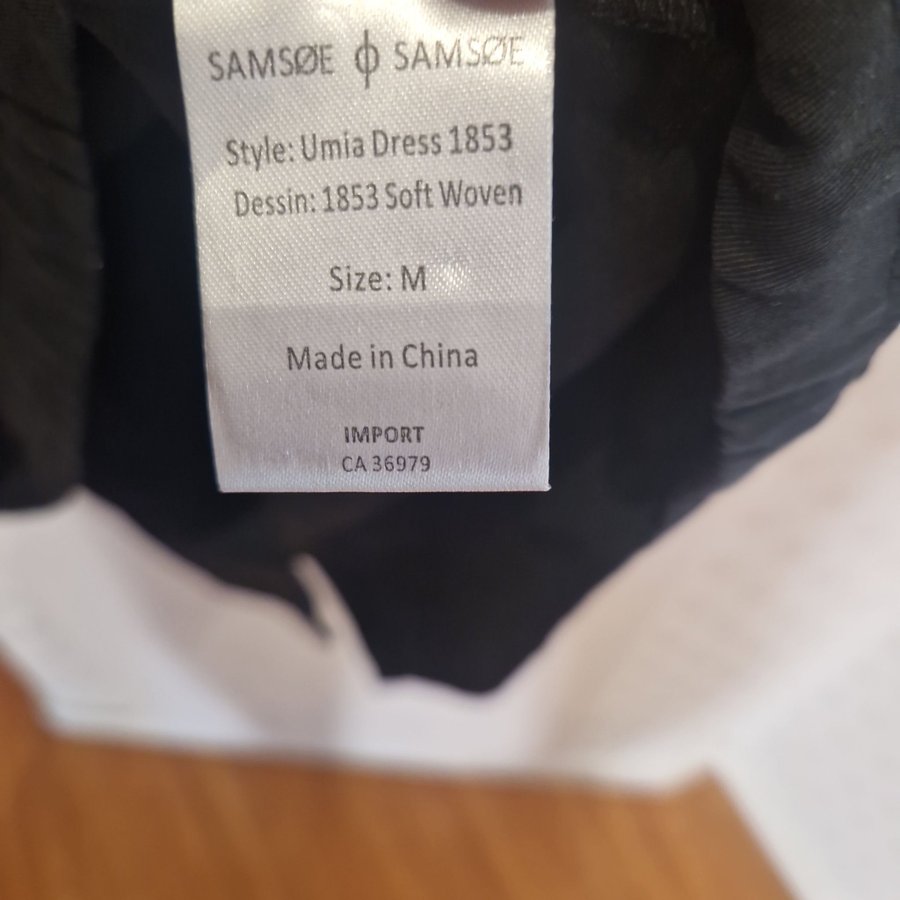 SAMSØE ф SAMSØE
Style: Umia Dress 1853
Dessin: 1853 Soft Woven
Size: M
Made in China
IMPORT
CA 36979